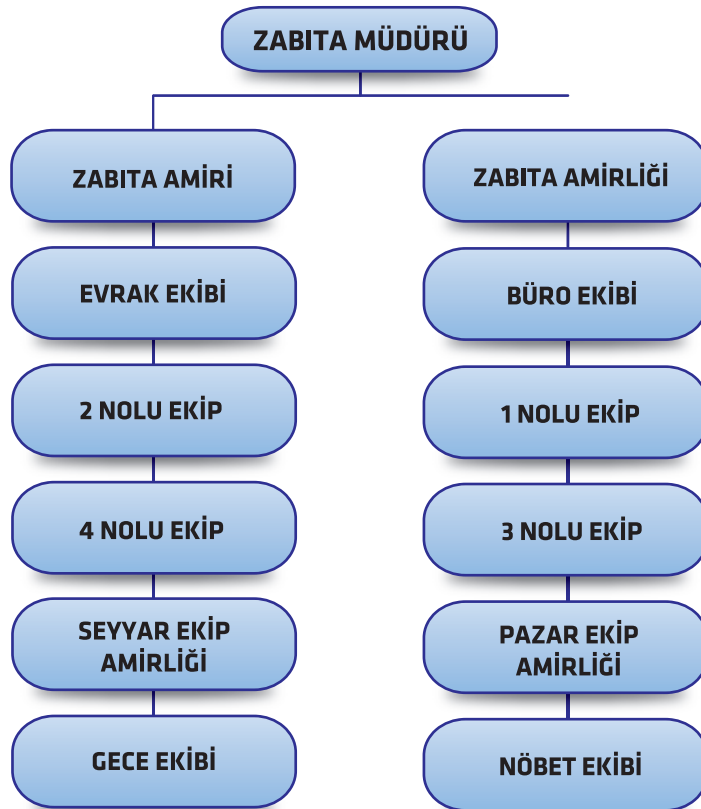 ZABITA MÜDÜRÜ
ZABITA AMİRİ
EVRAK EKİBİ
2 NOLU EKİP
4 NOLU EKİP
SEYYAR EKİP
AMİRLİĞİ
GECE EKİBİ
ZABITA AMİRLİĞİ
BÜRO EKİBİ
1 NOLU EKİP
3 NOLU EKİP
PAZAR EKİP
AMİRLİĞİ
NÖBET EKİBİ